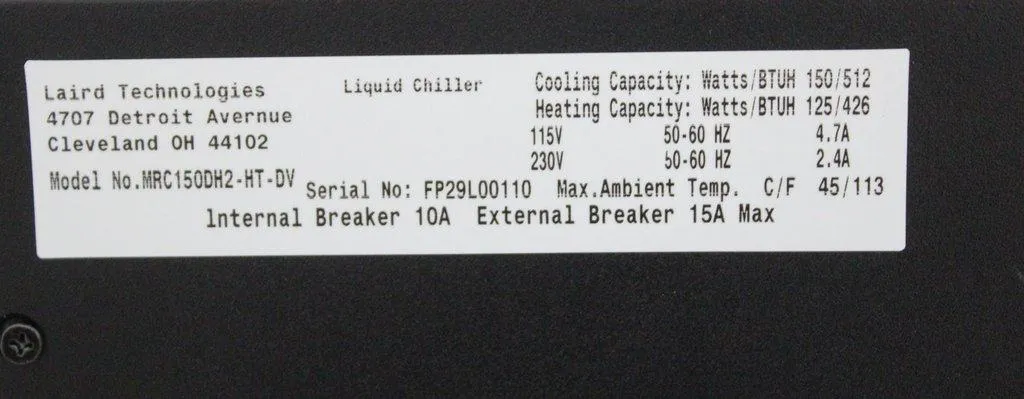 Laird Technologies
4707 Detroit Avernue
Cleveland OH 44102
Liquid Chiller
Cooling Capacity: Watts/BTUH 150/512
Heating Capacity: Watts/BTUH 125/426
115V 50-60 HZ 4.7A
230V 50-60 HZ 2.4A
Model No.MRC150DH2-HT-DV
Serial No: FP29L00110 Max.Ambient Temp. C/F 45/113
Internal Breaker 10A External Breaker 15A Max